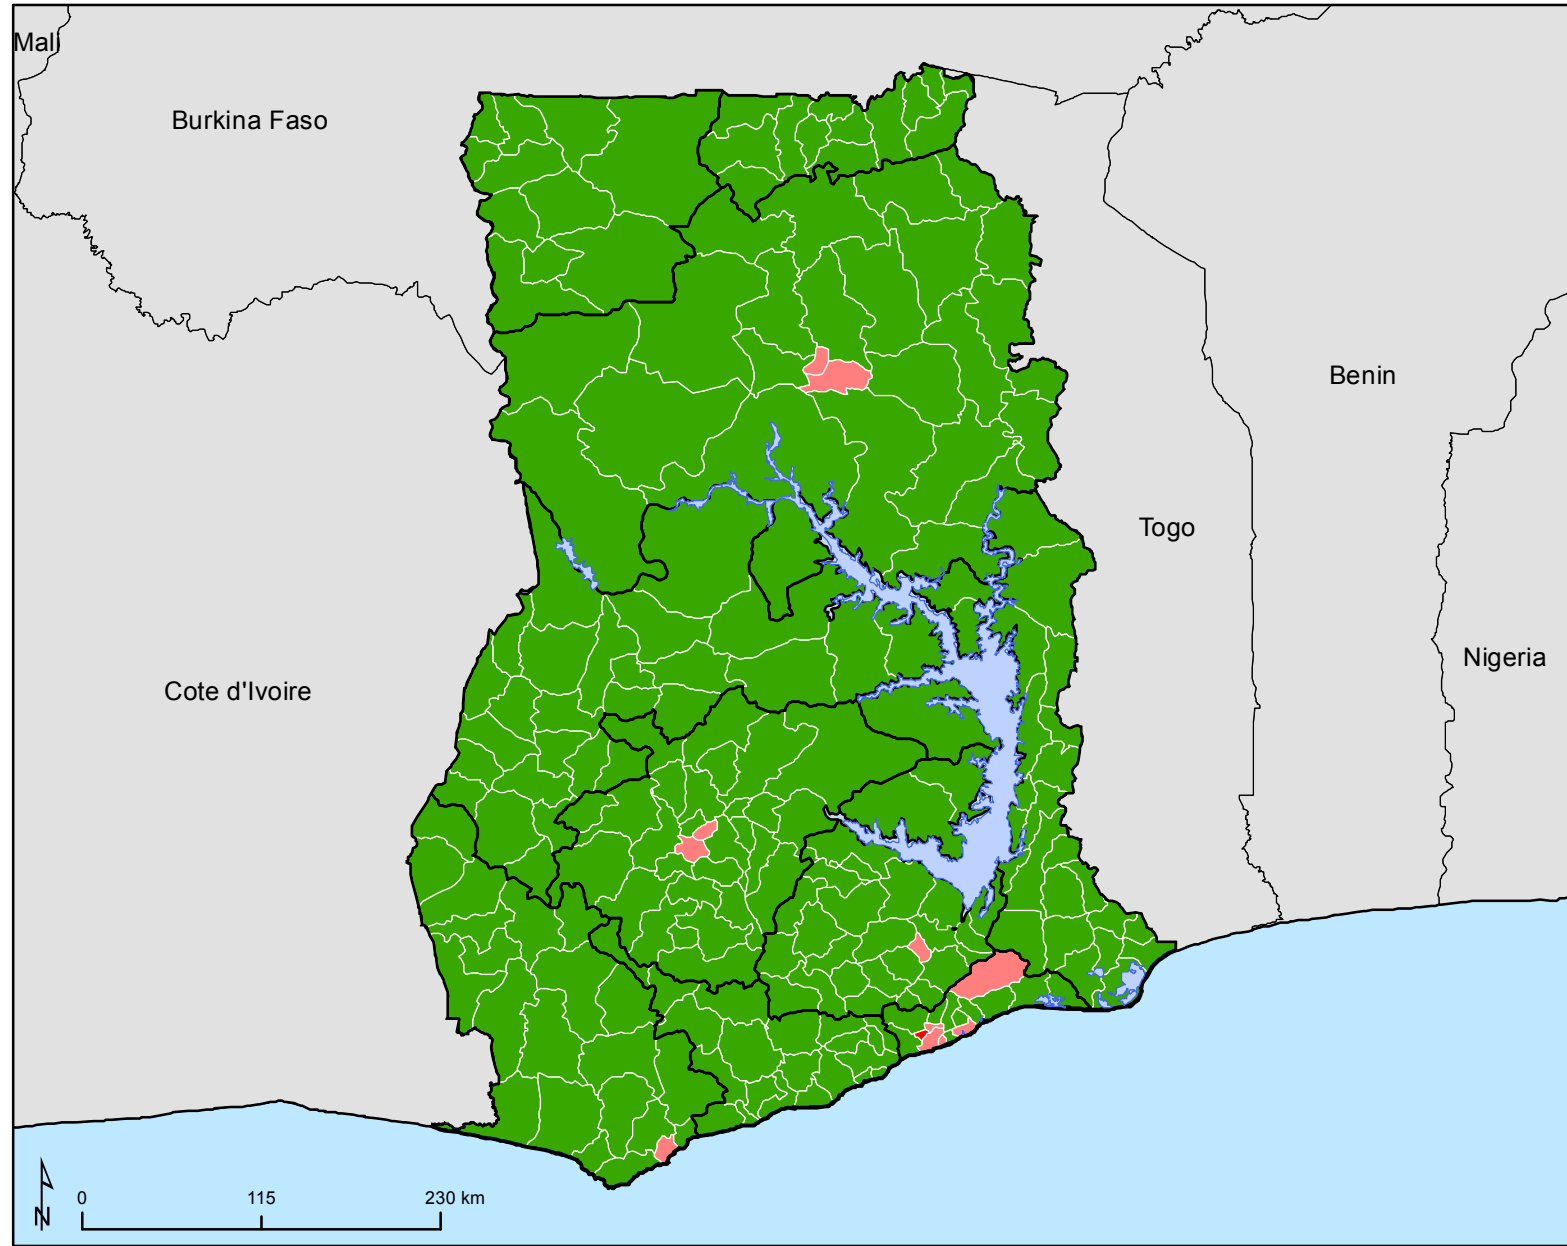 Mali
Burkina Faso
Benin
Togo
Nigeria
Cote d'Ivoire
N
0 115 230 km